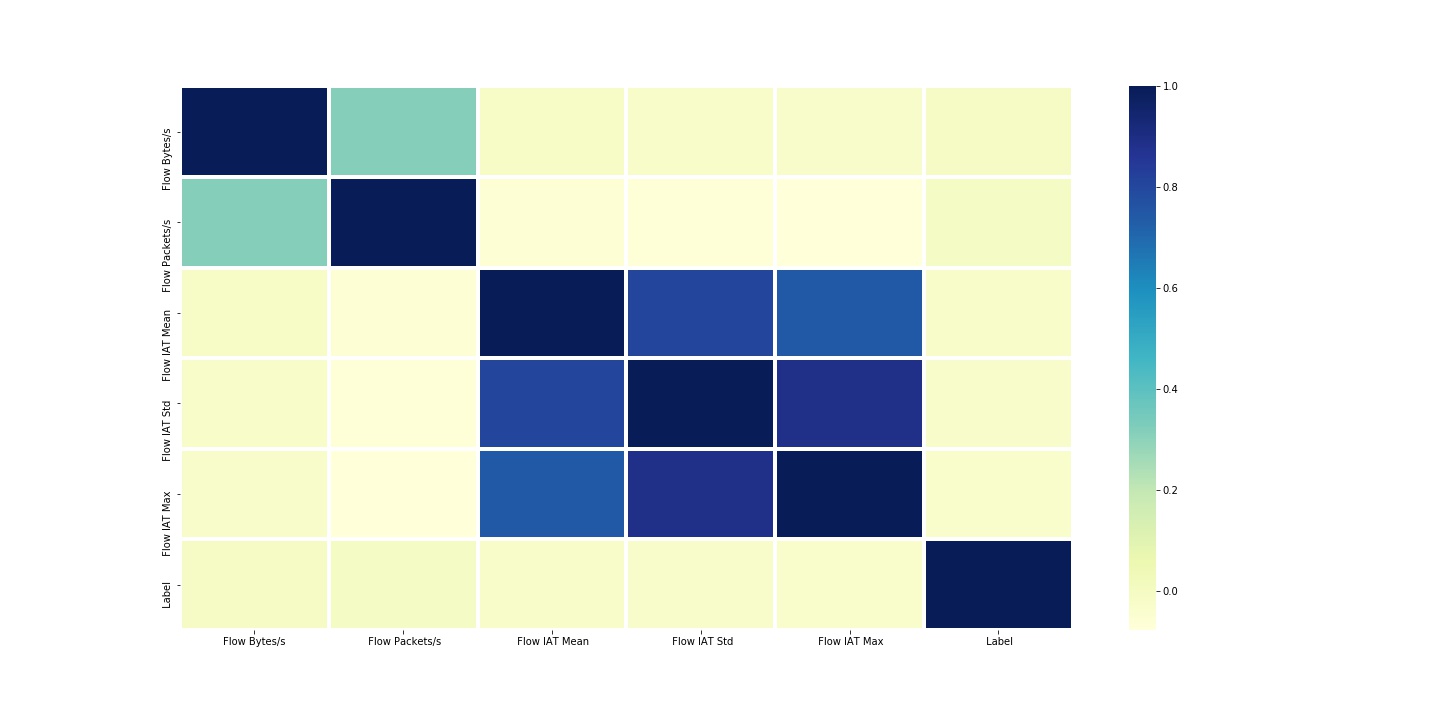 Flow Bytes/s
Flow Packets/s
Flow IAT Mean
Flow IAT Std
Flow IAT Max
Label
Flow Bytes/s
Flow Packets/s
Flow IAT Mean
Flow IAT Std
Flow IAT Max
Label
1.0
0.8
0.6
0.4
0.2
0.0